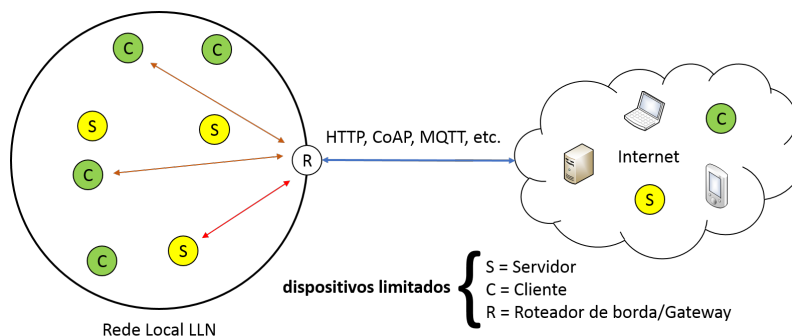 C
C
S
S
HTTP, CoAP, MQTT, etc.
C
Internet
R
C
S
S
C
dispositivos limitados
S = Servidor
C = Cliente
R = Roteador de borda/Gateway
Rede Local LLN